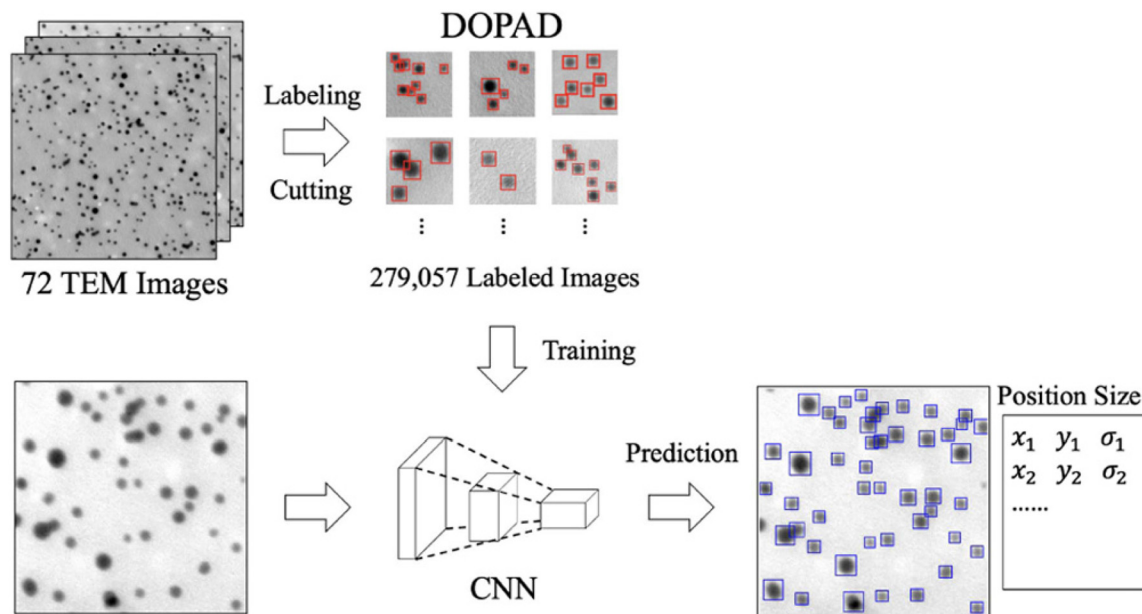 DOPAD
Labeling
Cutting
72 TEM Images
⋮ ⋮ ⋮
279,057 Labeled Images
Training
Position Size
x₁ y₁ σ₁
x₂ y₂ σ₂
......
Prediction
CNN